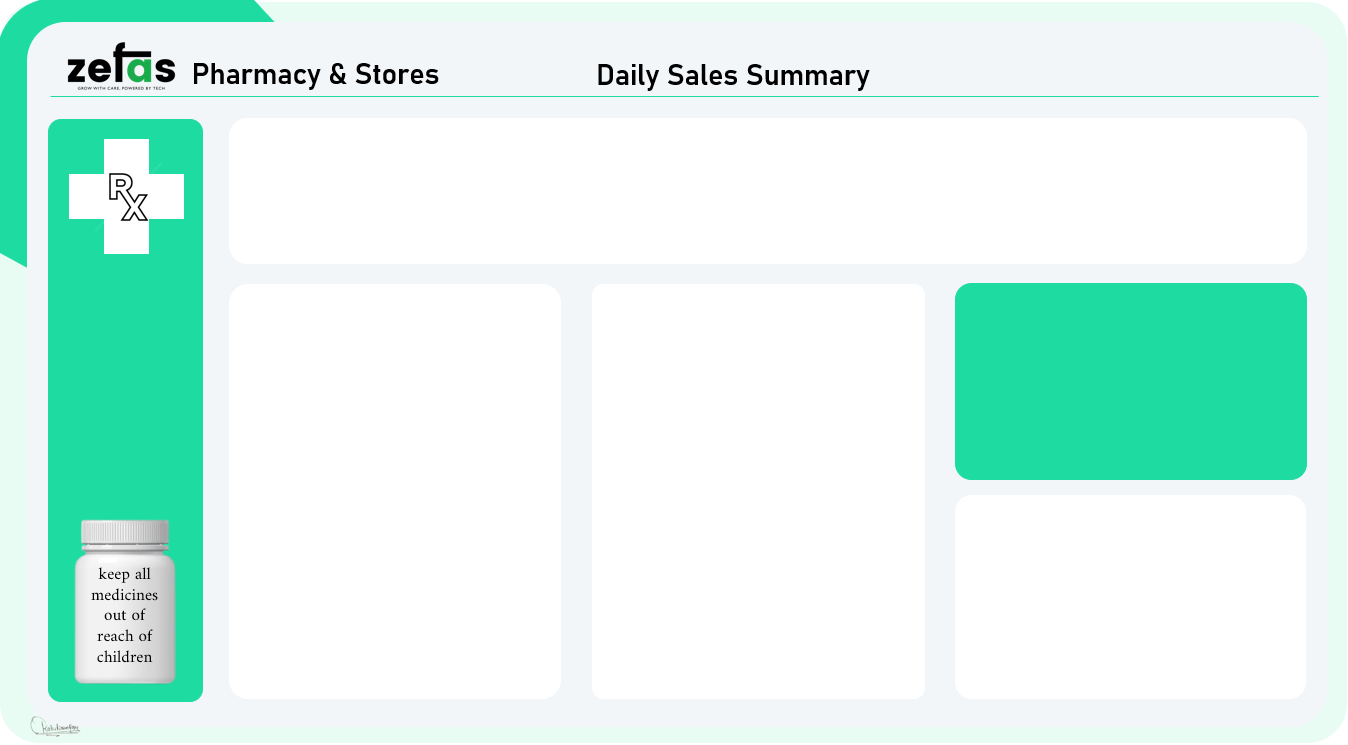 zefas Pharmacy & Stores Daily Sales Summary
GROW WITH CARE, POWERED BY TECH
Rx
keep all
medicines
out of
reach of
children